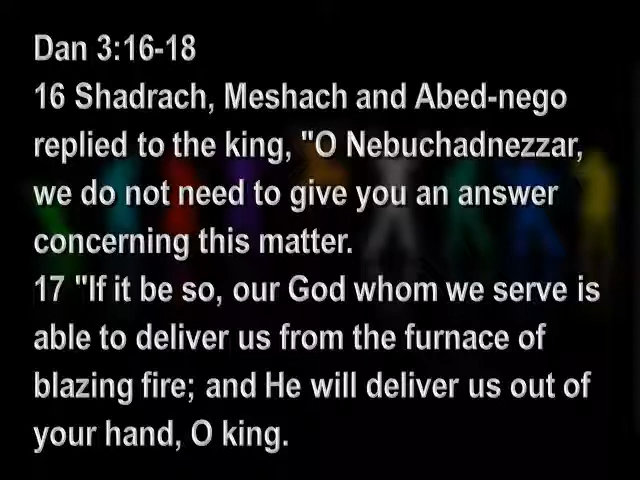 Dan 3:16-18
16 Shadrach, Meshach and Abed-nego
replied to the king, "O Nebuchadnezzar,
we do not need to give you an answer
concerning this matter.
17 "If it be so, our God whom we serve is
able to deliver us from the furnace of
blazing fire; and He will deliver us out of
your hand, O king.